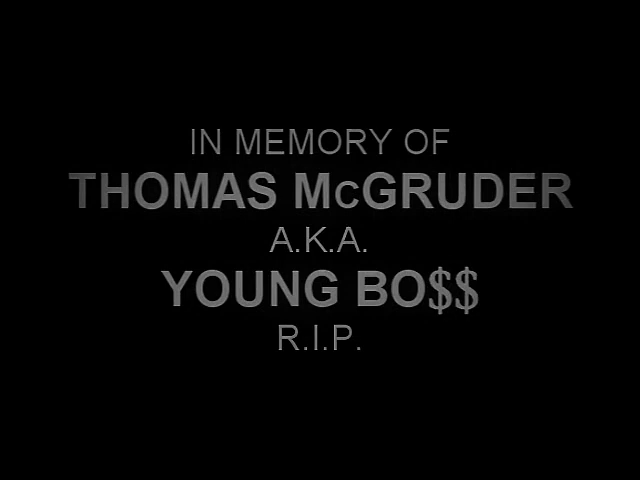 IN MEMORY OF
THOMAS McGRUDER
A.K.A.
YOUNG BO$$
R.I.P.